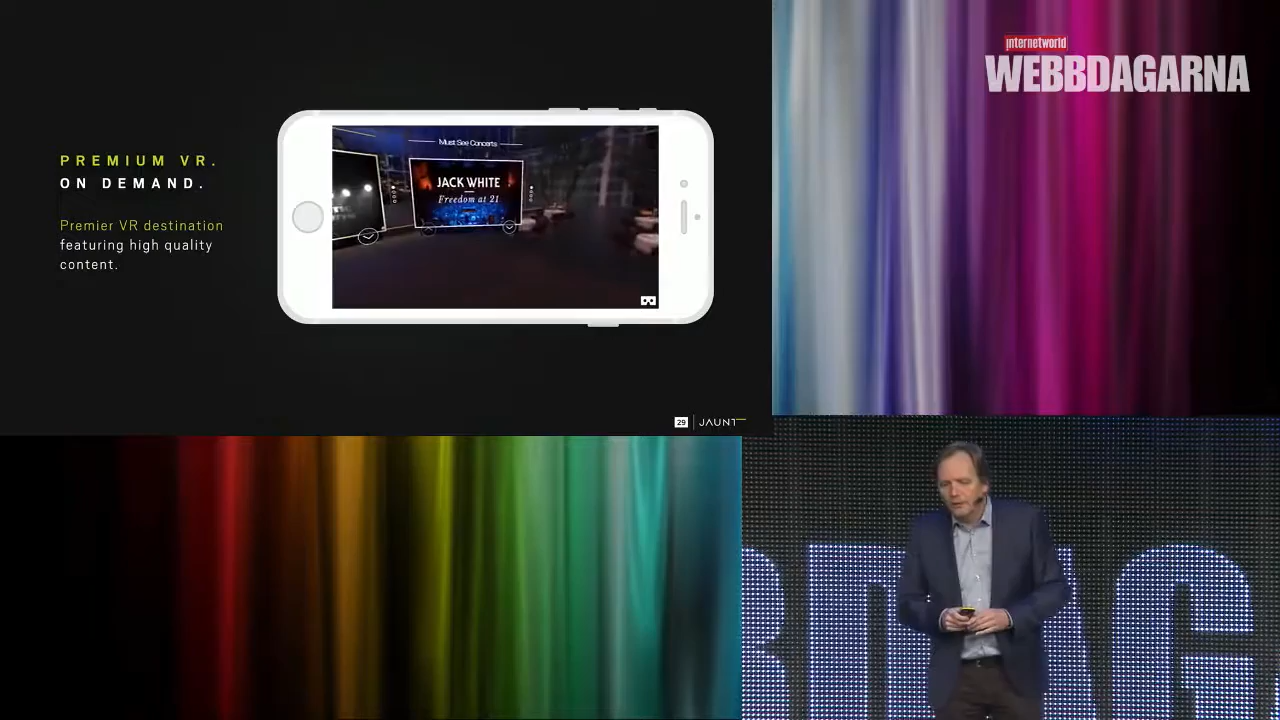 PREMIUM VR.
ON DEMAND.
Premier VR destination
featuring high quality
content.
Must See Concerts
JACK WHITE
Freedom at 21
29
JAUNT
internetworld
WEBBDAGARNA
BDAG